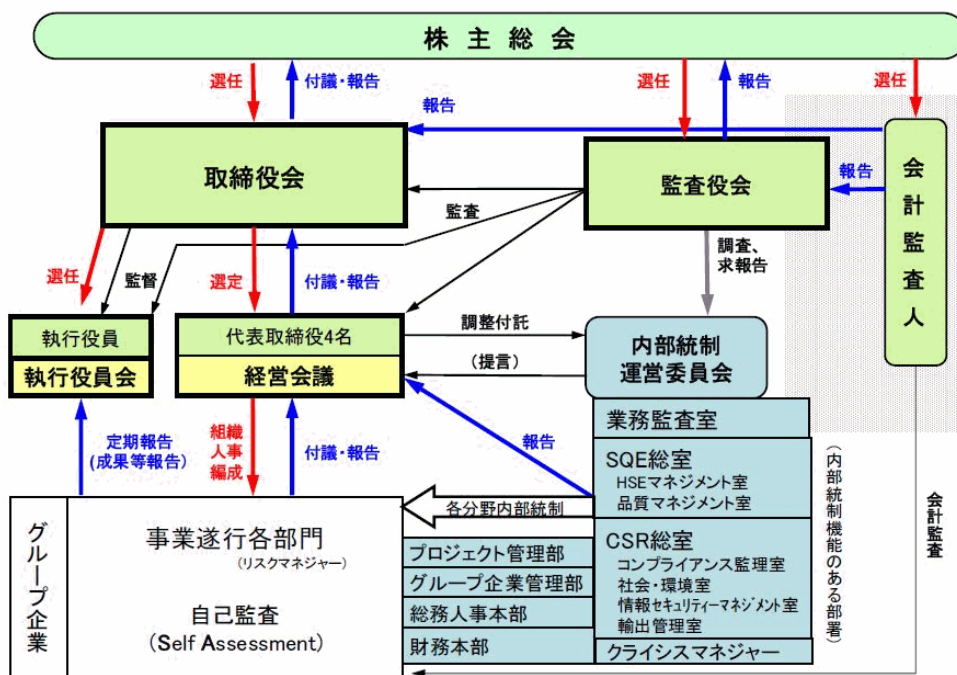 株 主 総 会
選任
付議・報告
選任
報告
選任
報告
取締役会
監査役会
報告
会計監査人
監査
選任
監督
選定
付議・報告
調査、
求報告
執行役員
執行役員会
代表取締役4名
経営会議
調整付託
(提言)
内部統制
運営委員会
業務監査室
定期報告
(成果等報告)
組織
人事
編成
付議・報告
報告
SQE総室
HSEマネジメント室
品質マネジメント室
各分野内部統制
グループ企業
事業遂行各部門
(リスクマネジャー)
自己監査
(Self Assessment)
プロジェクト管理部
グループ企業管理部
総務人事本部
財務本部
CSR総室
コンプライアンス監理室
社会・環境室
情報セキュリティーマネジメント室
輸出管理室
クライシスマネジャー
(内部統制機能のある部署)
会計監査